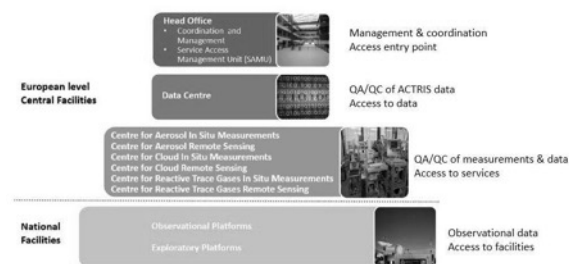 Head Office
• Coordination and
Management
• Service Access
Management Unit (SAMU)
Management & coordination
Access entry point
European level
Central Facilities
Data Centre
QA/QC of ACTRIS data
Access to data
Centre for Aerosol In Situ Measurements
Centre for Aerosol Remote Sensing
Centre for Cloud In Situ Measurements
Centre for Cloud Remote Sensing
Centre for Reactive Trace Gases In Situ Measurements
Centre for Reactive Trace Gases Remote Sensing
QA/QC of measurements & data
Access to services
National
Facilities
Observational Platforms
Exploratory Platforms
Observational data
Access to facilities